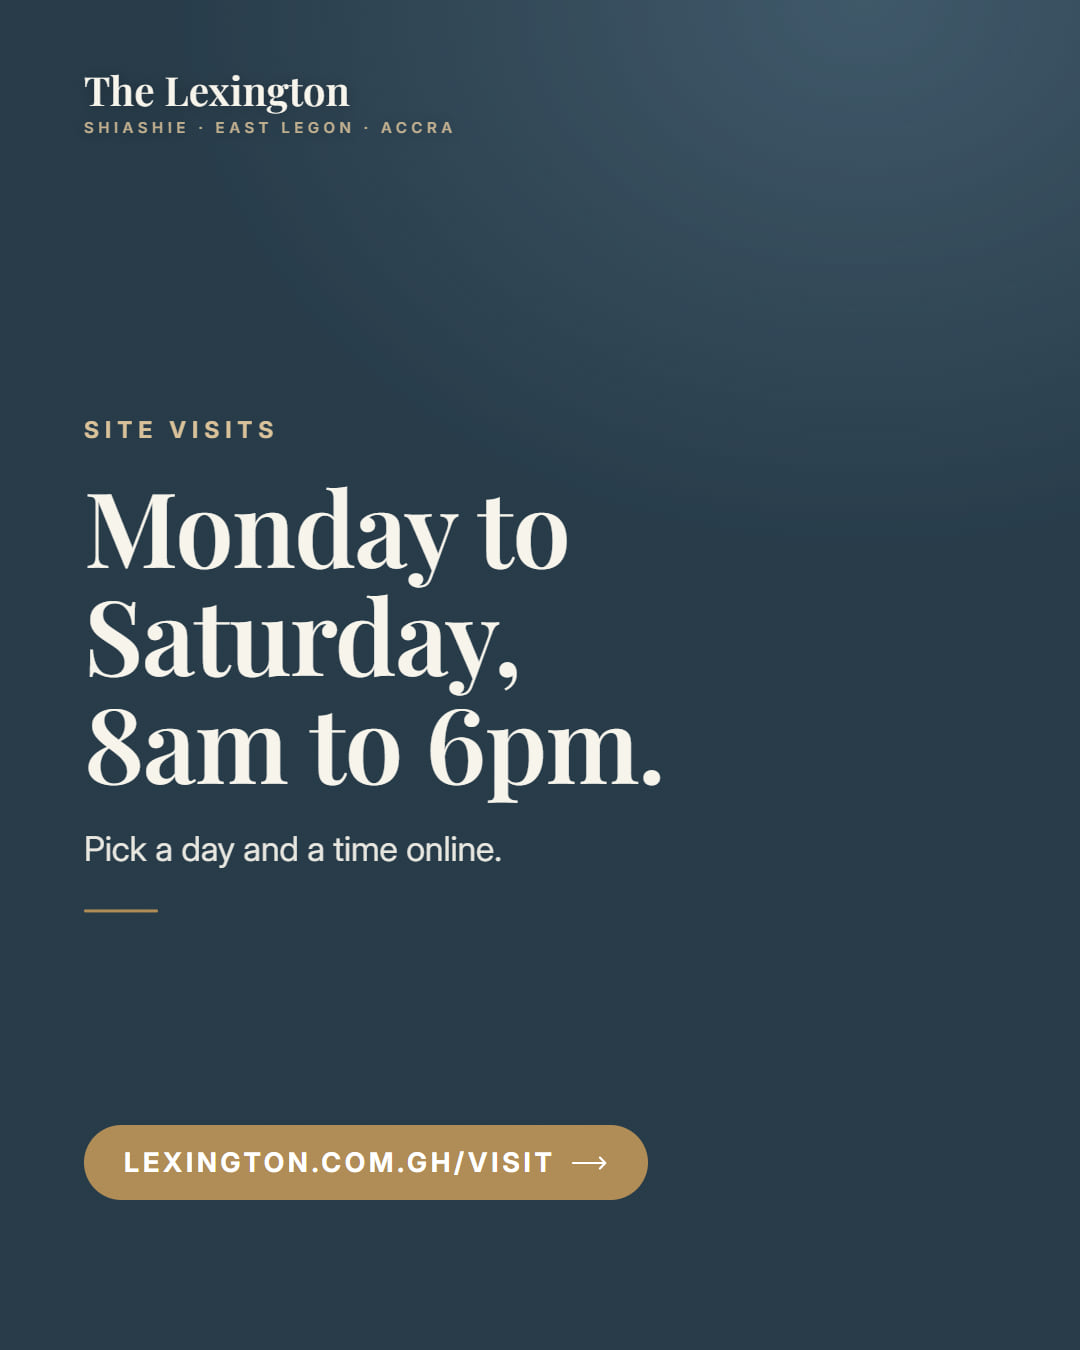 The Lexington
SHIASHIE · EAST LEGON · ACCRA
SITE VISITS
Monday to
Saturday,
8am to 6pm.
Pick a day and a time online.
LEXINGTON.COM.GH/VISIT →